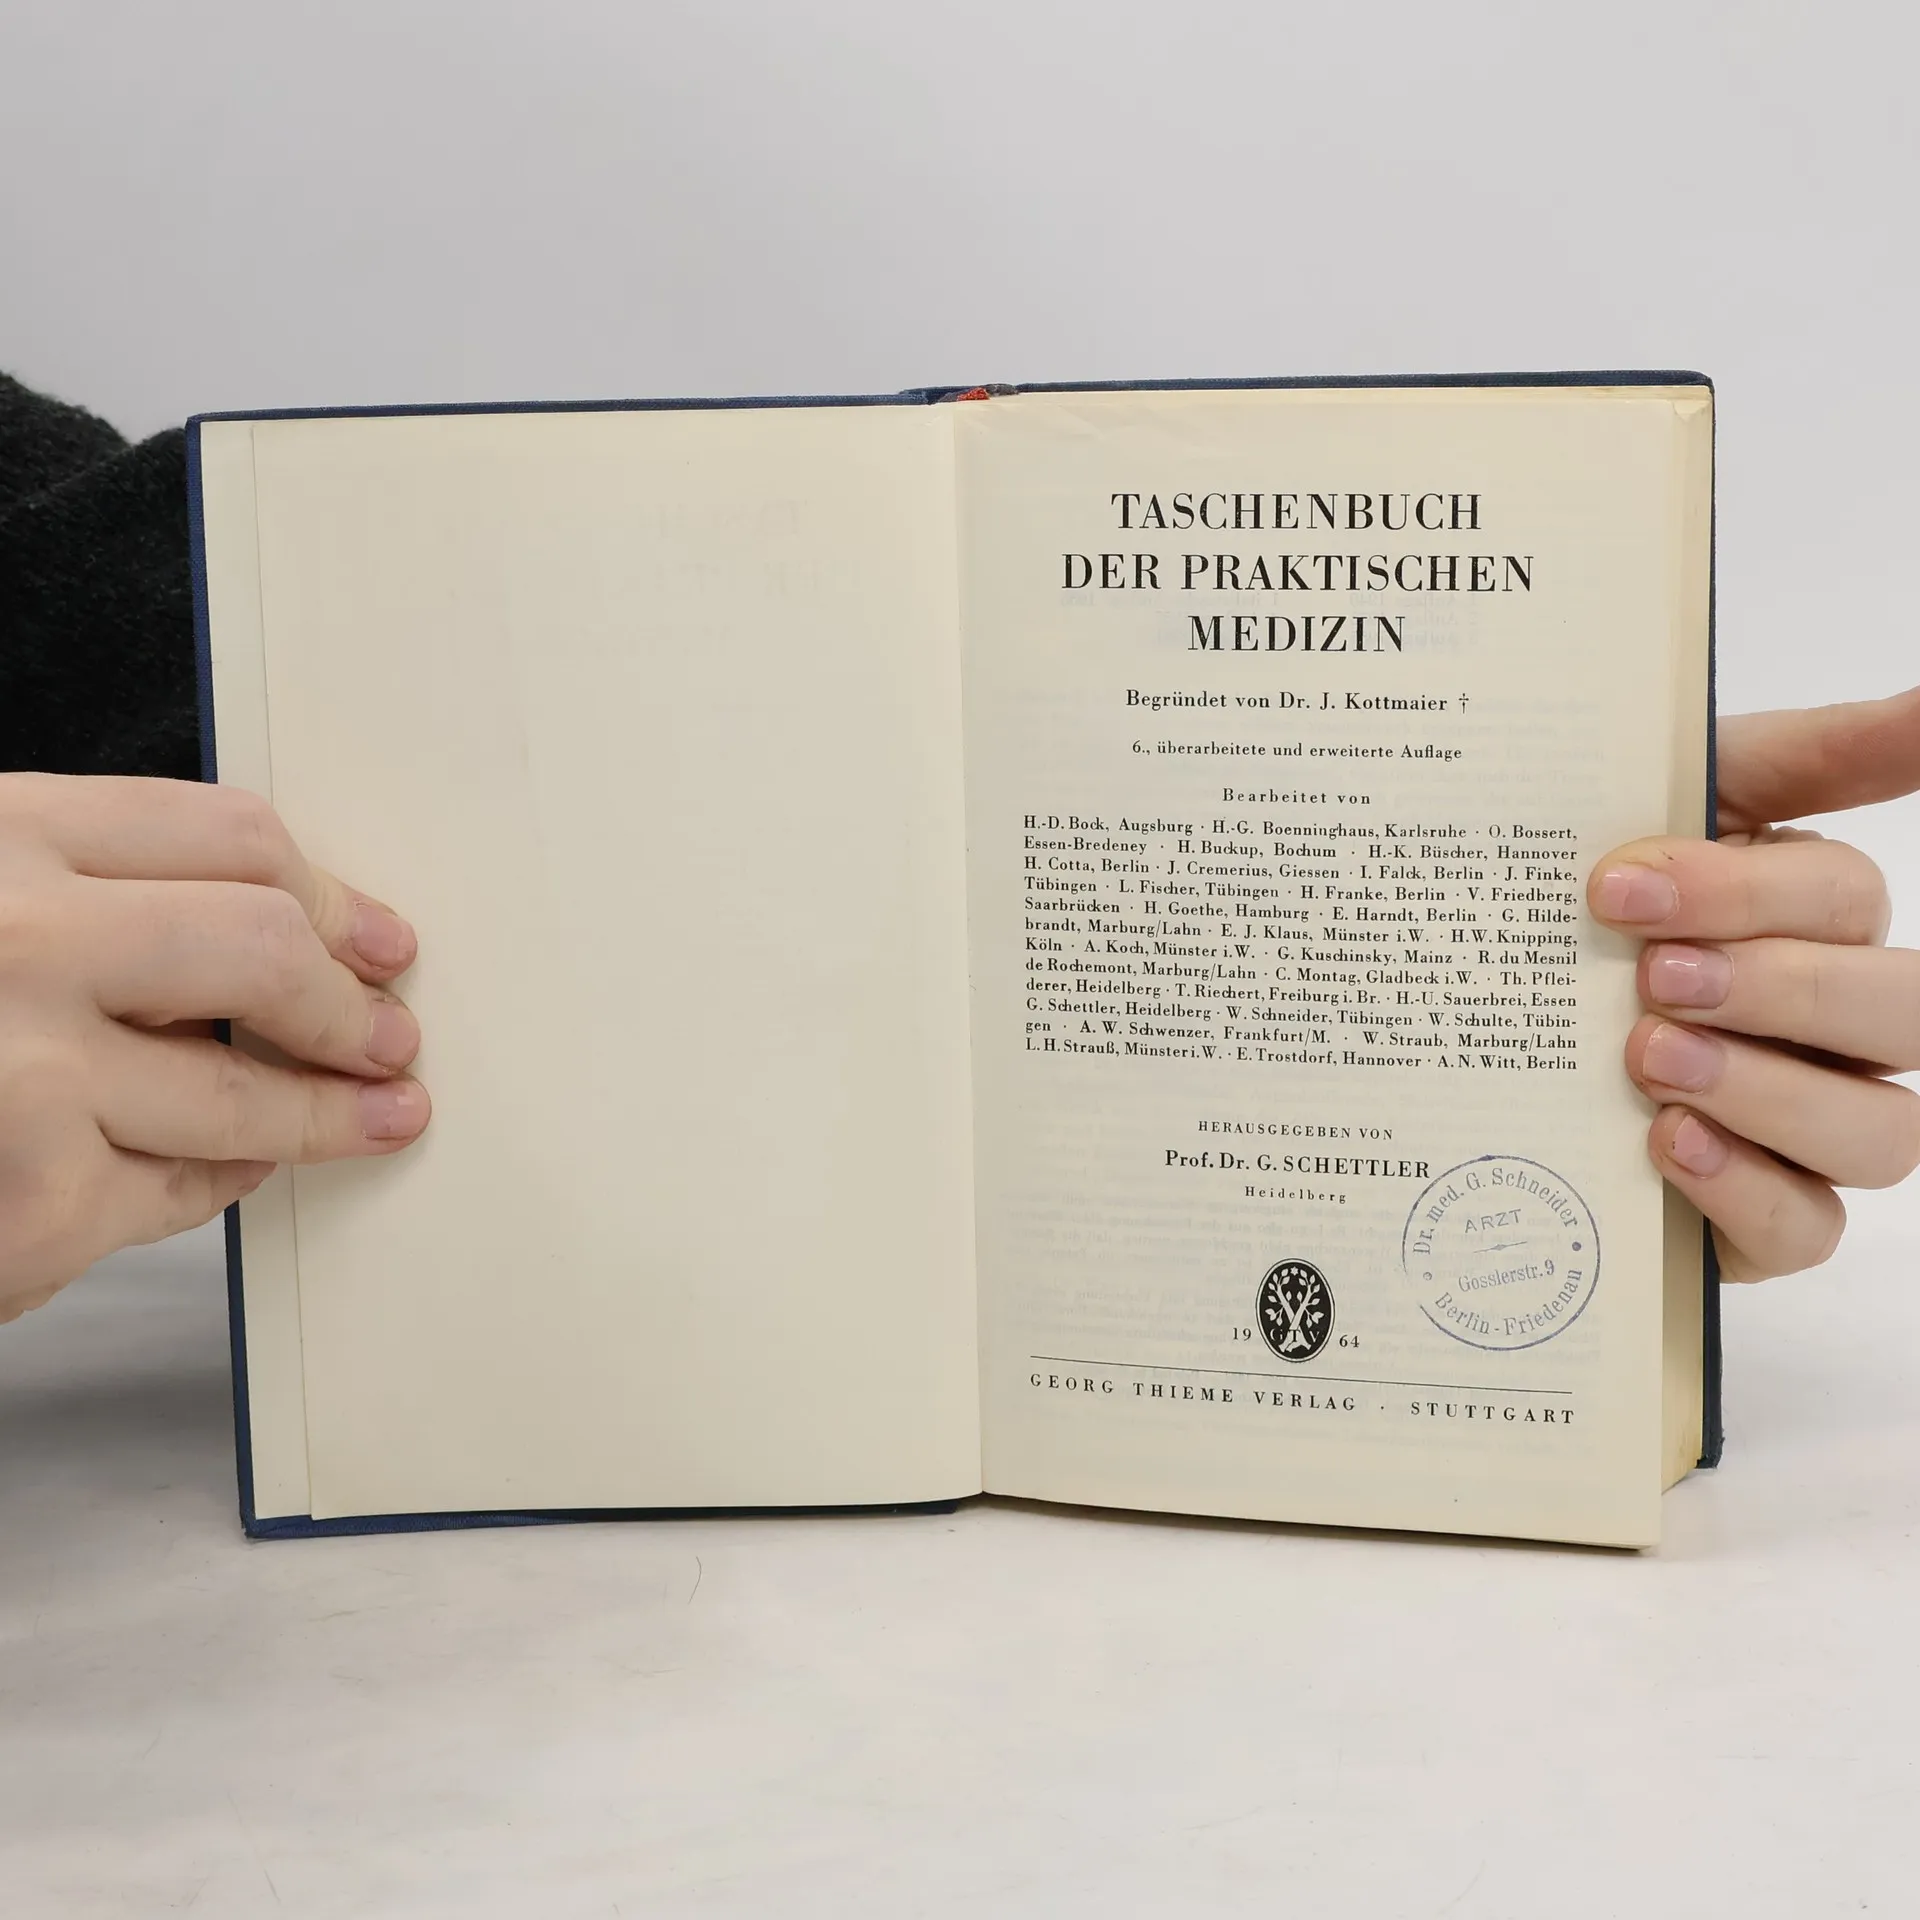 TASCHENBUCH
DER PRAKTISCHEN
MEDIZIN
Begründet von Dr. J. Kottmaier †
6., überarbeitete und erweiterte Auflage
Bearbeitet von
H.-D. Bock, Augsburg · H.-G. Boenninghaus, Karlsruhe · O. Bossert,
Essen-Bredeney · H. Buckup, Bochum · H.-K. Büscher, Hannover
H. Cotta, Berlin · J. Cremerius, Giessen · I. Falck, Berlin · J. Finke,
Tübingen · L. Fischer, Tübingen · H. Franke, Berlin · V. Friedberg,
Saarbrücken · H. Goethe, Hamburg · E. Harndt, Berlin · G. Hilde-
brandt, Marburg/Lahn · E. J. Klaus, Münster i.W. · H.W. Knipping,
Köln · A. Koch, Münster i.W. · G. Kuschinsky, Mainz · R. du Mesnil
de Rochemont, Marburg/Lahn · C. Montag, Gladbeck i.W. · Th. Pflei-
derer, Heidelberg · T. Riechert, Freiburg i. Br. · H.-U. Sauerbrei, Essen
G. Schettler, Heidelberg · W. Schneider, Tübingen · W. Schulte, Tübin-
gen · A. W. Schwenzer, Frankfurt/M. · W. Straub, Marburg/Lahn
L. H. Strauß, Münster i.W. · E. Trostdorf, Hannover · A. N. Witt, Berlin
HERAUSGEGEBEN VON
Prof. Dr. G. SCHETTLER
Heidelberg
Dr. med. G. Schneider
ARZT
Gosslerstr. 9
Berlin-Friedenau
19 GTV 64
GEORG THIEME VERLAG · STUTTGART